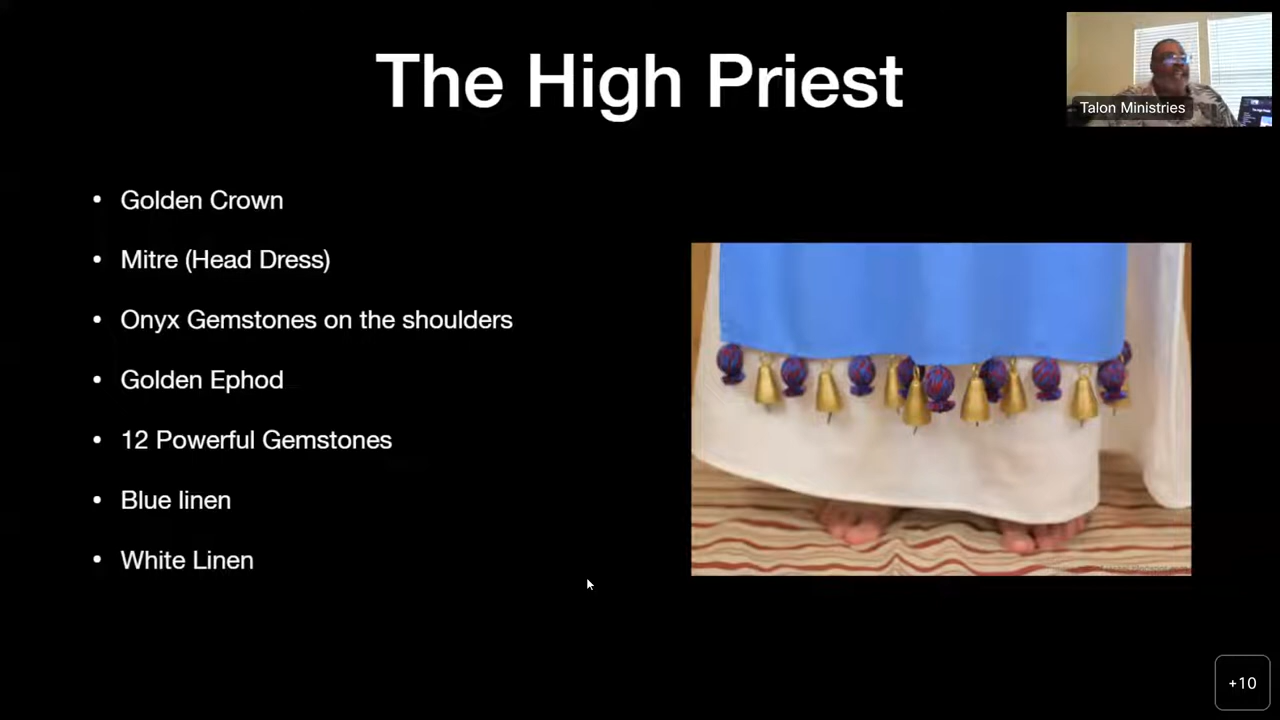 The High Priest
Talon Ministries
• Golden Crown
• Mitre (Head Dress)
• Onyx Gemstones on the shoulders
• Golden Ephod
• 12 Powerful Gemstones
• Blue linen
• White Linen
+10